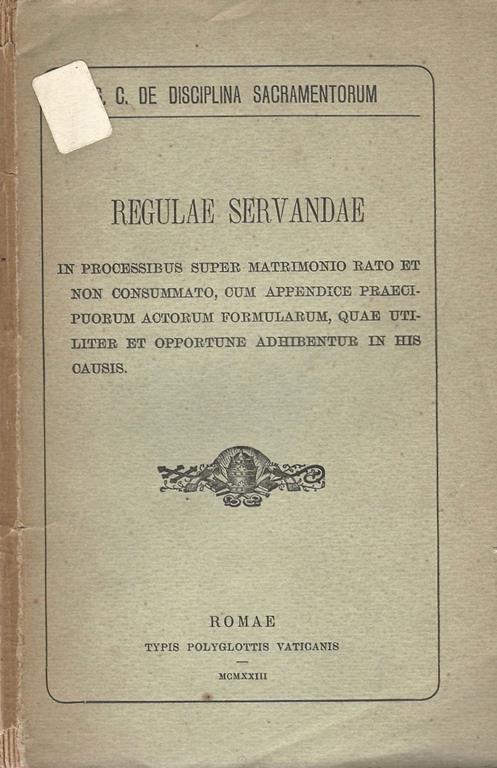 C. DE DISCIPLINA SACRAMENTORUM
REGULAE SERVANDAE
IN PROCESSIBUS SUPER MATRIMONIO RATO ET
NON CONSUMMATO, CUM APPENDICE PRAECI-
PUORUM ACTORUM FORMULARUM, QUAE UTI-
LITER ET OPPORTUNE ADHIBENTUR IN HIS
CAUSIS.
ROMAE
TYPIS POLYGLOTTIS VATICANIS
MCMXXIII